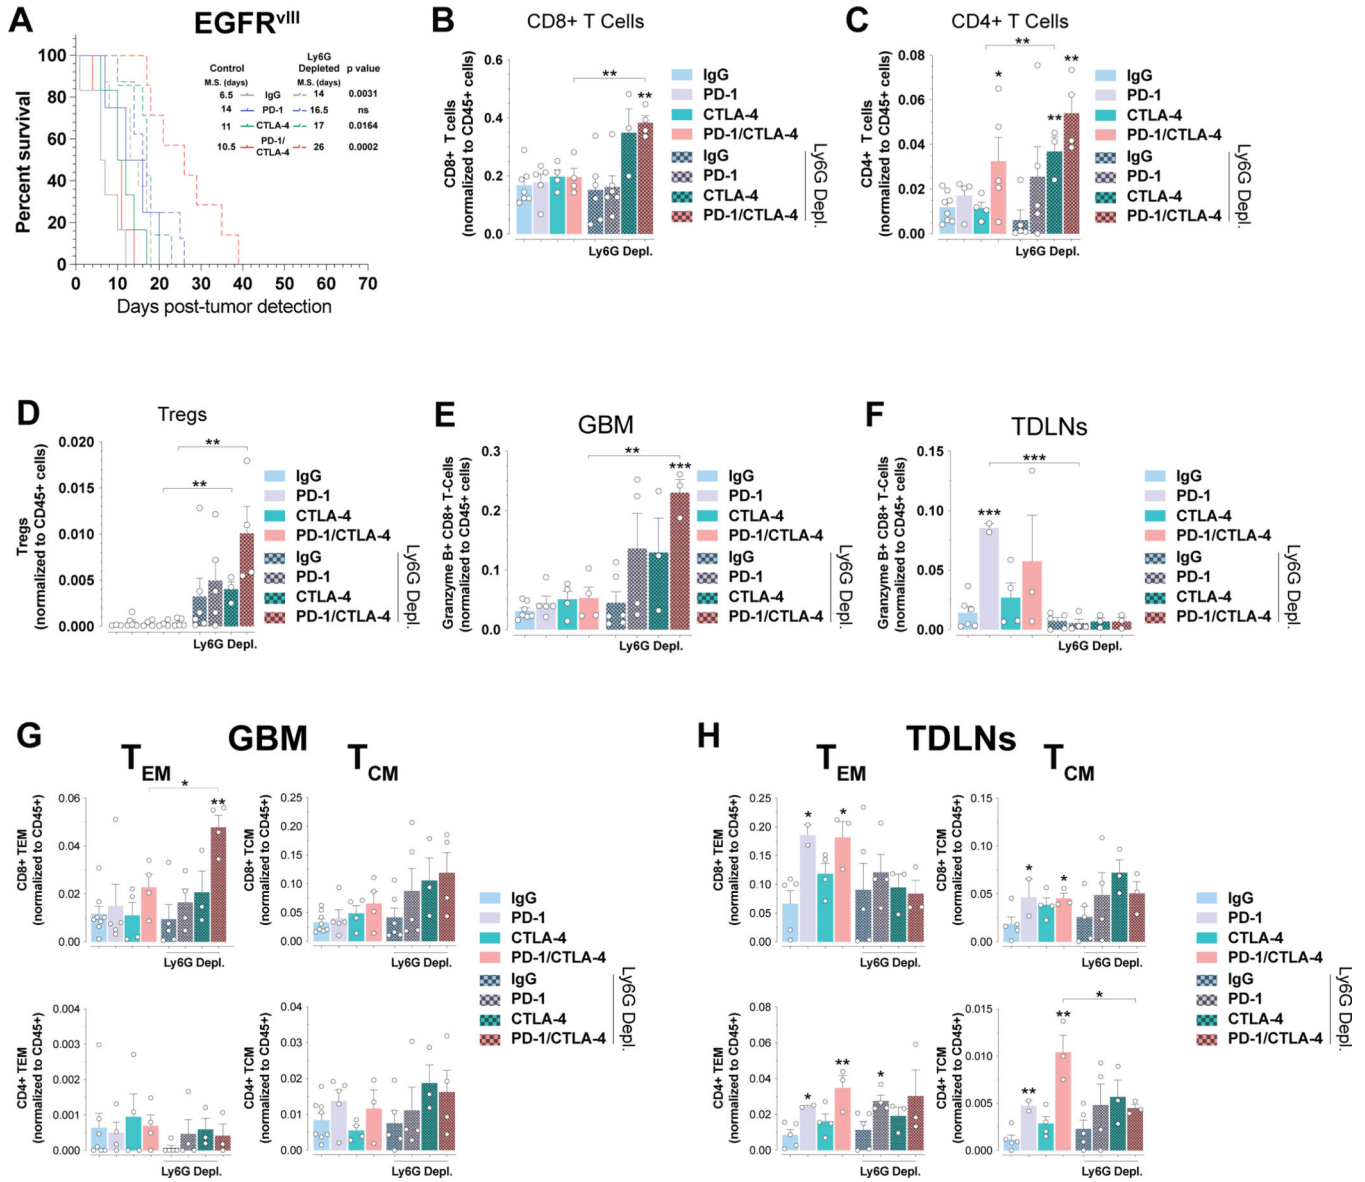 A
EGFRvIII
Percent survival
100
80
60
40
20
0
0 10 20 30 40 50 60 70
Days post-tumor detection
Control Ly6G Depleted p value
M.S. (days) M.S. (days)
6.5 IgG 14 0.0031
14 PD-1 16.5 ns
11 CTLA-4 17 0.0164
10.5 PD-1/CTLA-4 26 0.0002
B
CD8+ T Cells
CD8+ T cells
(normalized to CD45+ cells)
0.6
0.4
0.2
0.0
**
**
Ly6G Depl.
IgG
PD-1
CTLA-4
PD-1/CTLA-4
IgG
PD-1
CTLA-4
PD-1/CTLA-4
Ly6G Depl.
C
CD4+ T Cells
CD4+ T cells
(normalized to CD45+ cells)
0.08
0.06
0.04
0.02
0.00
**
*
**
**
Ly6G Depl.
IgG
PD-1
CTLA-4
PD-1/CTLA-4
IgG
PD-1
CTLA-4
PD-1/CTLA-4
Ly6G Depl.
D
Tregs
Tregs
(normalized to CD45+ cells)
0.020
0.015
0.010
0.005
0.000
**
**
Ly6G Depl.
IgG
PD-1
CTLA-4
PD-1/CTLA-4
IgG
PD-1
CTLA-4
PD-1/CTLA-4
Ly6G Depl.
E
GBM
Granzyme B+ CD8+ T-Cells
(normalized to CD45+ cells)
0.3
0.2
0.1
0.0
**
***
Ly6G Depl.
IgG
PD-1
CTLA-4
PD-1/CTLA-4
IgG
PD-1
CTLA-4
PD-1/CTLA-4
Ly6G Depl.
F
TDLNs
Granzyme B+ CD8+ T-Cells
(normalized to CD45+ cells)
0.15
0.10
0.05
0.00
***
***
Ly6G Depl.
IgG
PD-1
CTLA-4
PD-1/CTLA-4
IgG
PD-1
CTLA-4
PD-1/CTLA-4
Ly6G Depl.
G
GBM
TEM
TCM
CD8+ TEM
(normalized to CD45+)
0.06
0.04
0.02
0.00
*
**
Ly6G Depl.
CD8+ TCM
(normalized to CD45+)
0.25
0.20
0.15
0.10
0.05
0.00
Ly6G Depl.
CD4+ TEM
(normalized to CD45+)
0.004
0.003
0.002
0.001
0.000
Ly6G Depl.
CD4+ TCM
(normalized to CD45+)
0.04
0.03
0.02
0.01
0.00
Ly6G Depl.
IgG
PD-1
CTLA-4
PD-1/CTLA-4
IgG
PD-1
CTLA-4
PD-1/CTLA-4
Ly6G Depl.
H
TDLNs
TEM
TCM
CD8+ TEM
(normalized to CD45+)
0.25
0.20
0.15
0.10
0.05
0.00
*
*
Ly6G Depl.
CD8+ TCM
(normalized to CD45+)
0.15
0.10
0.05
0.00
*
*
Ly6G Depl.
CD4+ TEM
(normalized to CD45+)
0.08
0.06
0.04
0.02
0.00
*
**
*
Ly6G Depl.
CD4+ TCM
(normalized to CD45+)
0.015
0.010
0.005
0.000
**
**
*
Ly6G Depl.
IgG
PD-1
CTLA-4
PD-1/CTLA-4
IgG
PD-1
CTLA-4
PD-1/CTLA-4
Ly6G Depl.